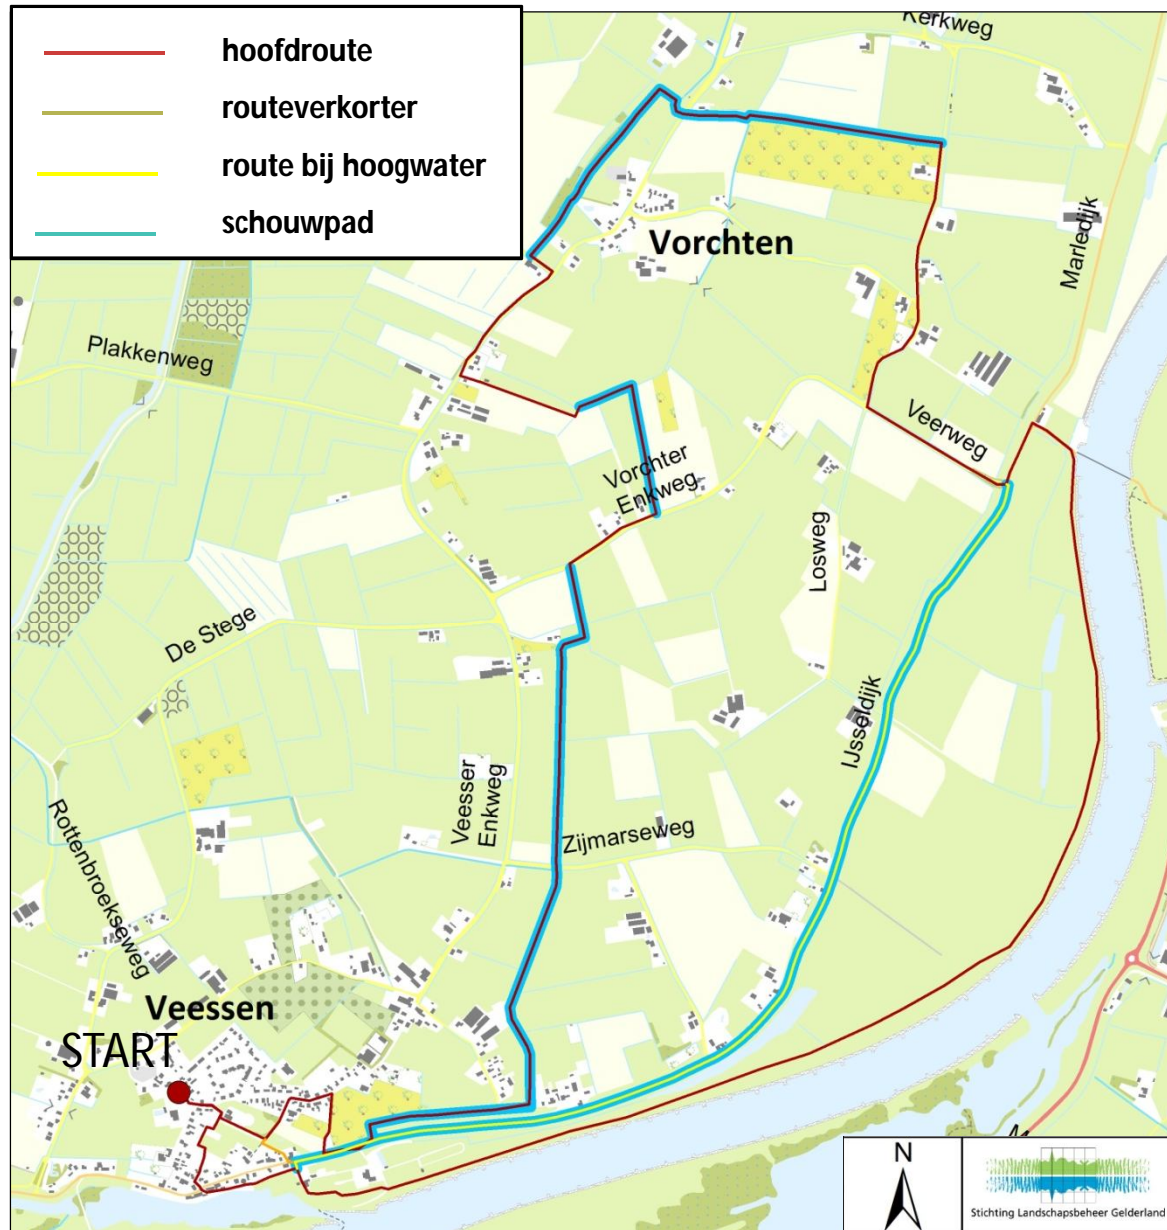 hoofdroute
routeverkorter
route bij hoogwater
schouwpad
Kerkweg
Vorchten
Marledijk
Plakkenweg
Veerweg
Vorchter
Enkweg
Losweg
De Stege
IJsseldijk
Veesser
Enkweg
Zijmarseweg
Rottenbroekseweg
Veessen
START
N
Stichting Landschapsbeheer Gelderland